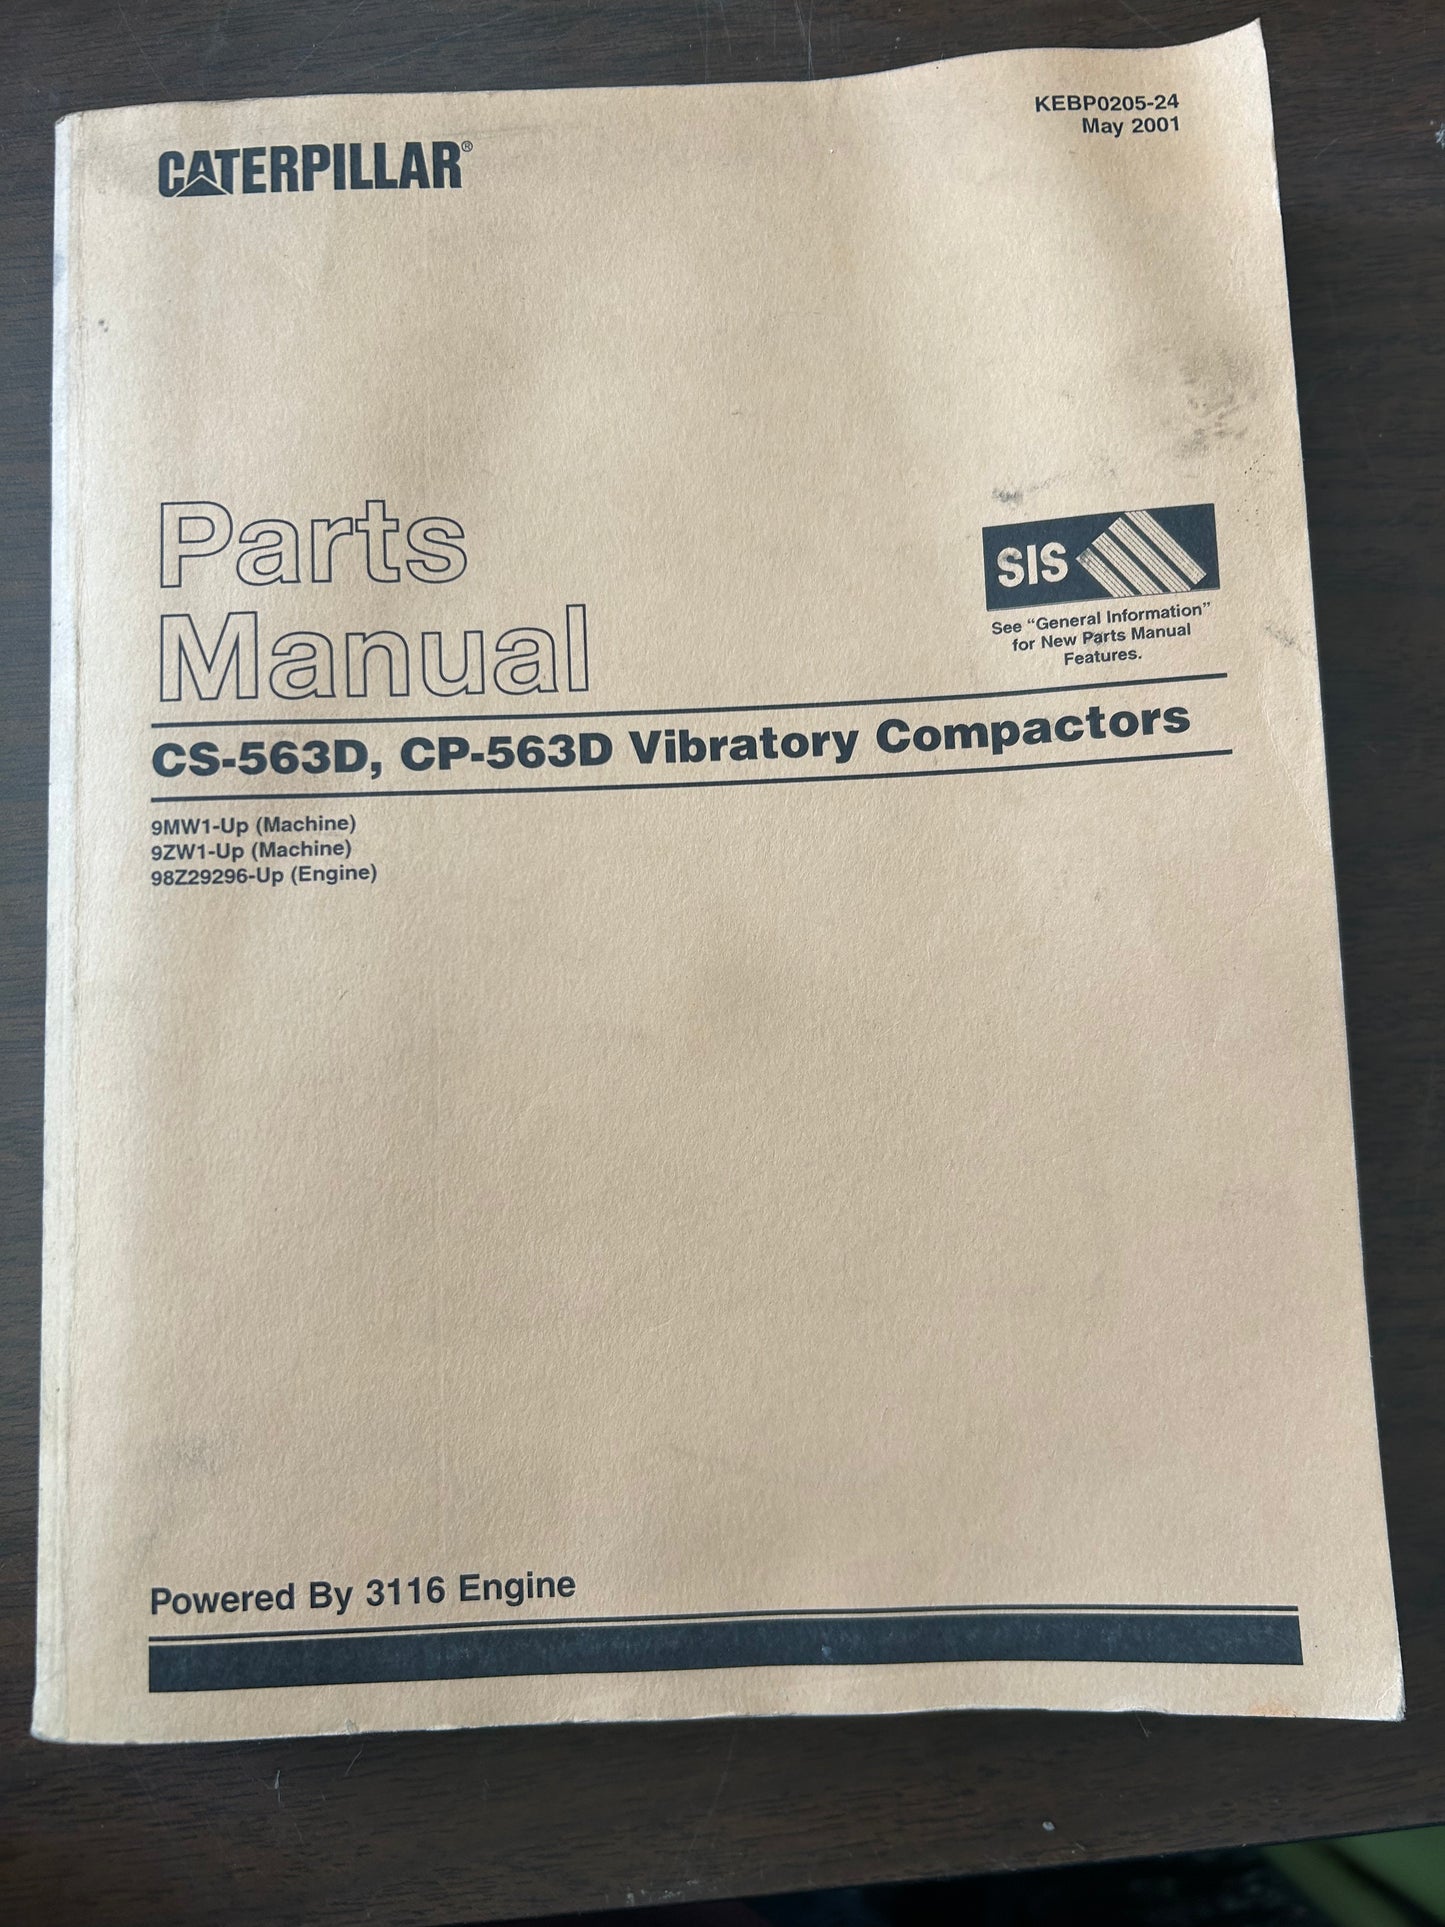 KEBP0205-24
May 2001
CATERPILLAR®
Parts
Manual
SIS
See “General Information”
for New Parts Manual
Features.
CS-563D, CP-563D Vibratory Compactors
9MW1-Up (Machine)
9ZW1-Up (Machine)
98Z29296-Up (Engine)
Powered By 3116 Engine